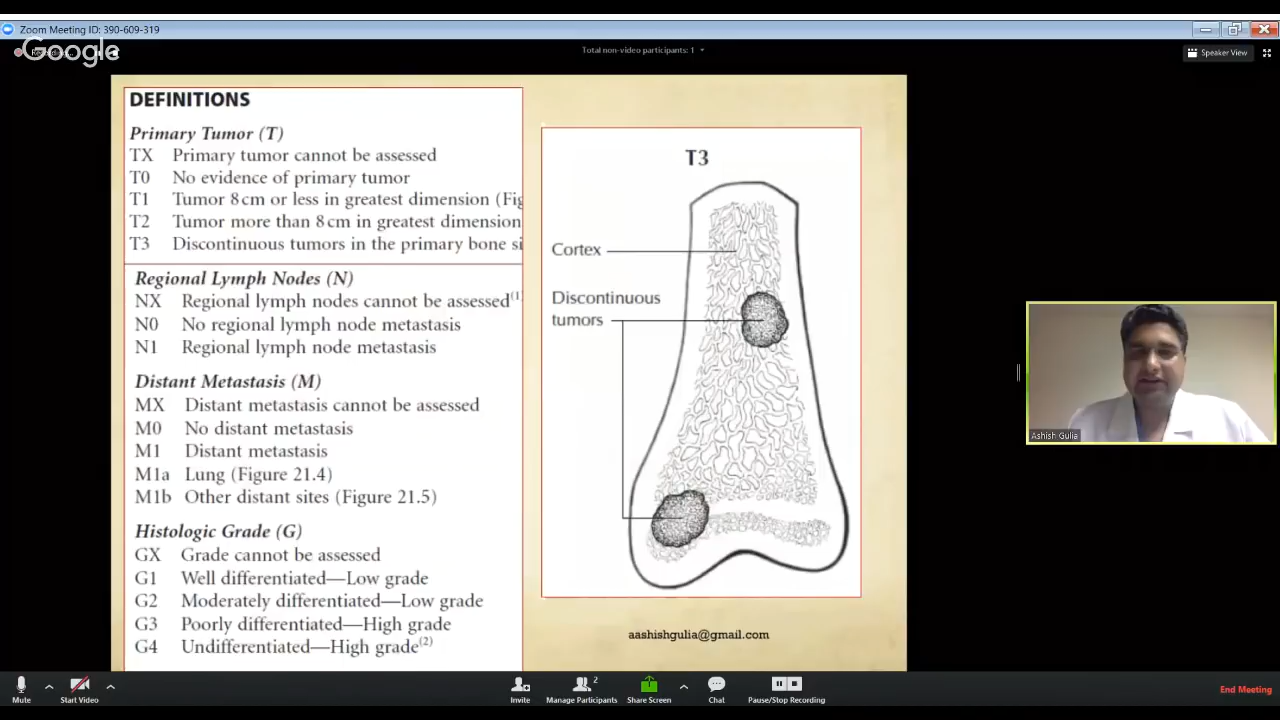 Zoom Meeting ID: 390-609-319
Google
Total non-video participants: 1
Speaker View
DEFINITIONS
Primary Tumor (T)
TX Primary tumor cannot be assessed
T0 No evidence of primary tumor
T1 Tumor 8 cm or less in greatest dimension (Fig
T2 Tumor more than 8 cm in greatest dimension
T3 Discontinuous tumors in the primary bone si
Regional Lymph Nodes (N)
NX Regional lymph nodes cannot be assessed(1)
N0 No regional lymph node metastasis
N1 Regional lymph node metastasis
Distant Metastasis (M)
MX Distant metastasis cannot be assessed
M0 No distant metastasis
M1 Distant metastasis
M1a Lung (Figure 21.4)
M1b Other distant sites (Figure 21.5)
Histologic Grade (G)
GX Grade cannot be assessed
G1 Well differentiated—Low grade
G2 Moderately differentiated—Low grade
G3 Poorly differentiated—High grade
G4 Undifferentiated—High grade(2)
T3
Cortex
Discontinuous
tumors
aashishgulia@gmail.com
Ashish Gulia
Mute
Start Video
Invite
2
Manage Participants
Share Screen
Chat
Pause/Stop Recording
End Meeting